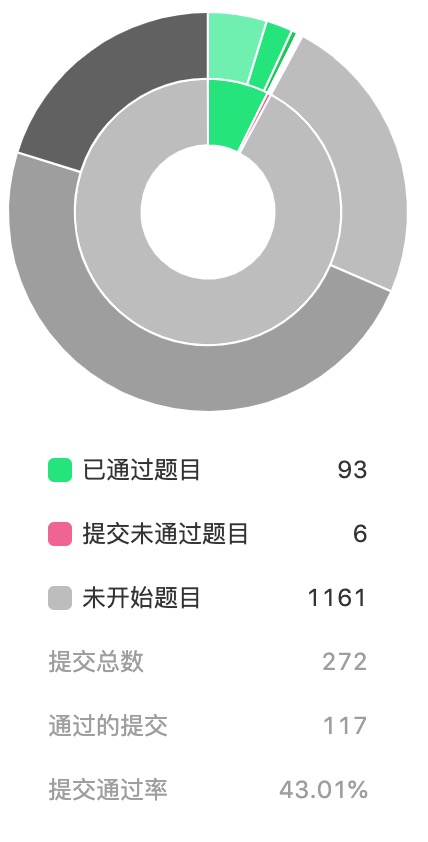 已通过题目 93
提交未通过题目 6
未开始题目 1161
提交总数 272
通过的提交 117
提交通过率 43.01%